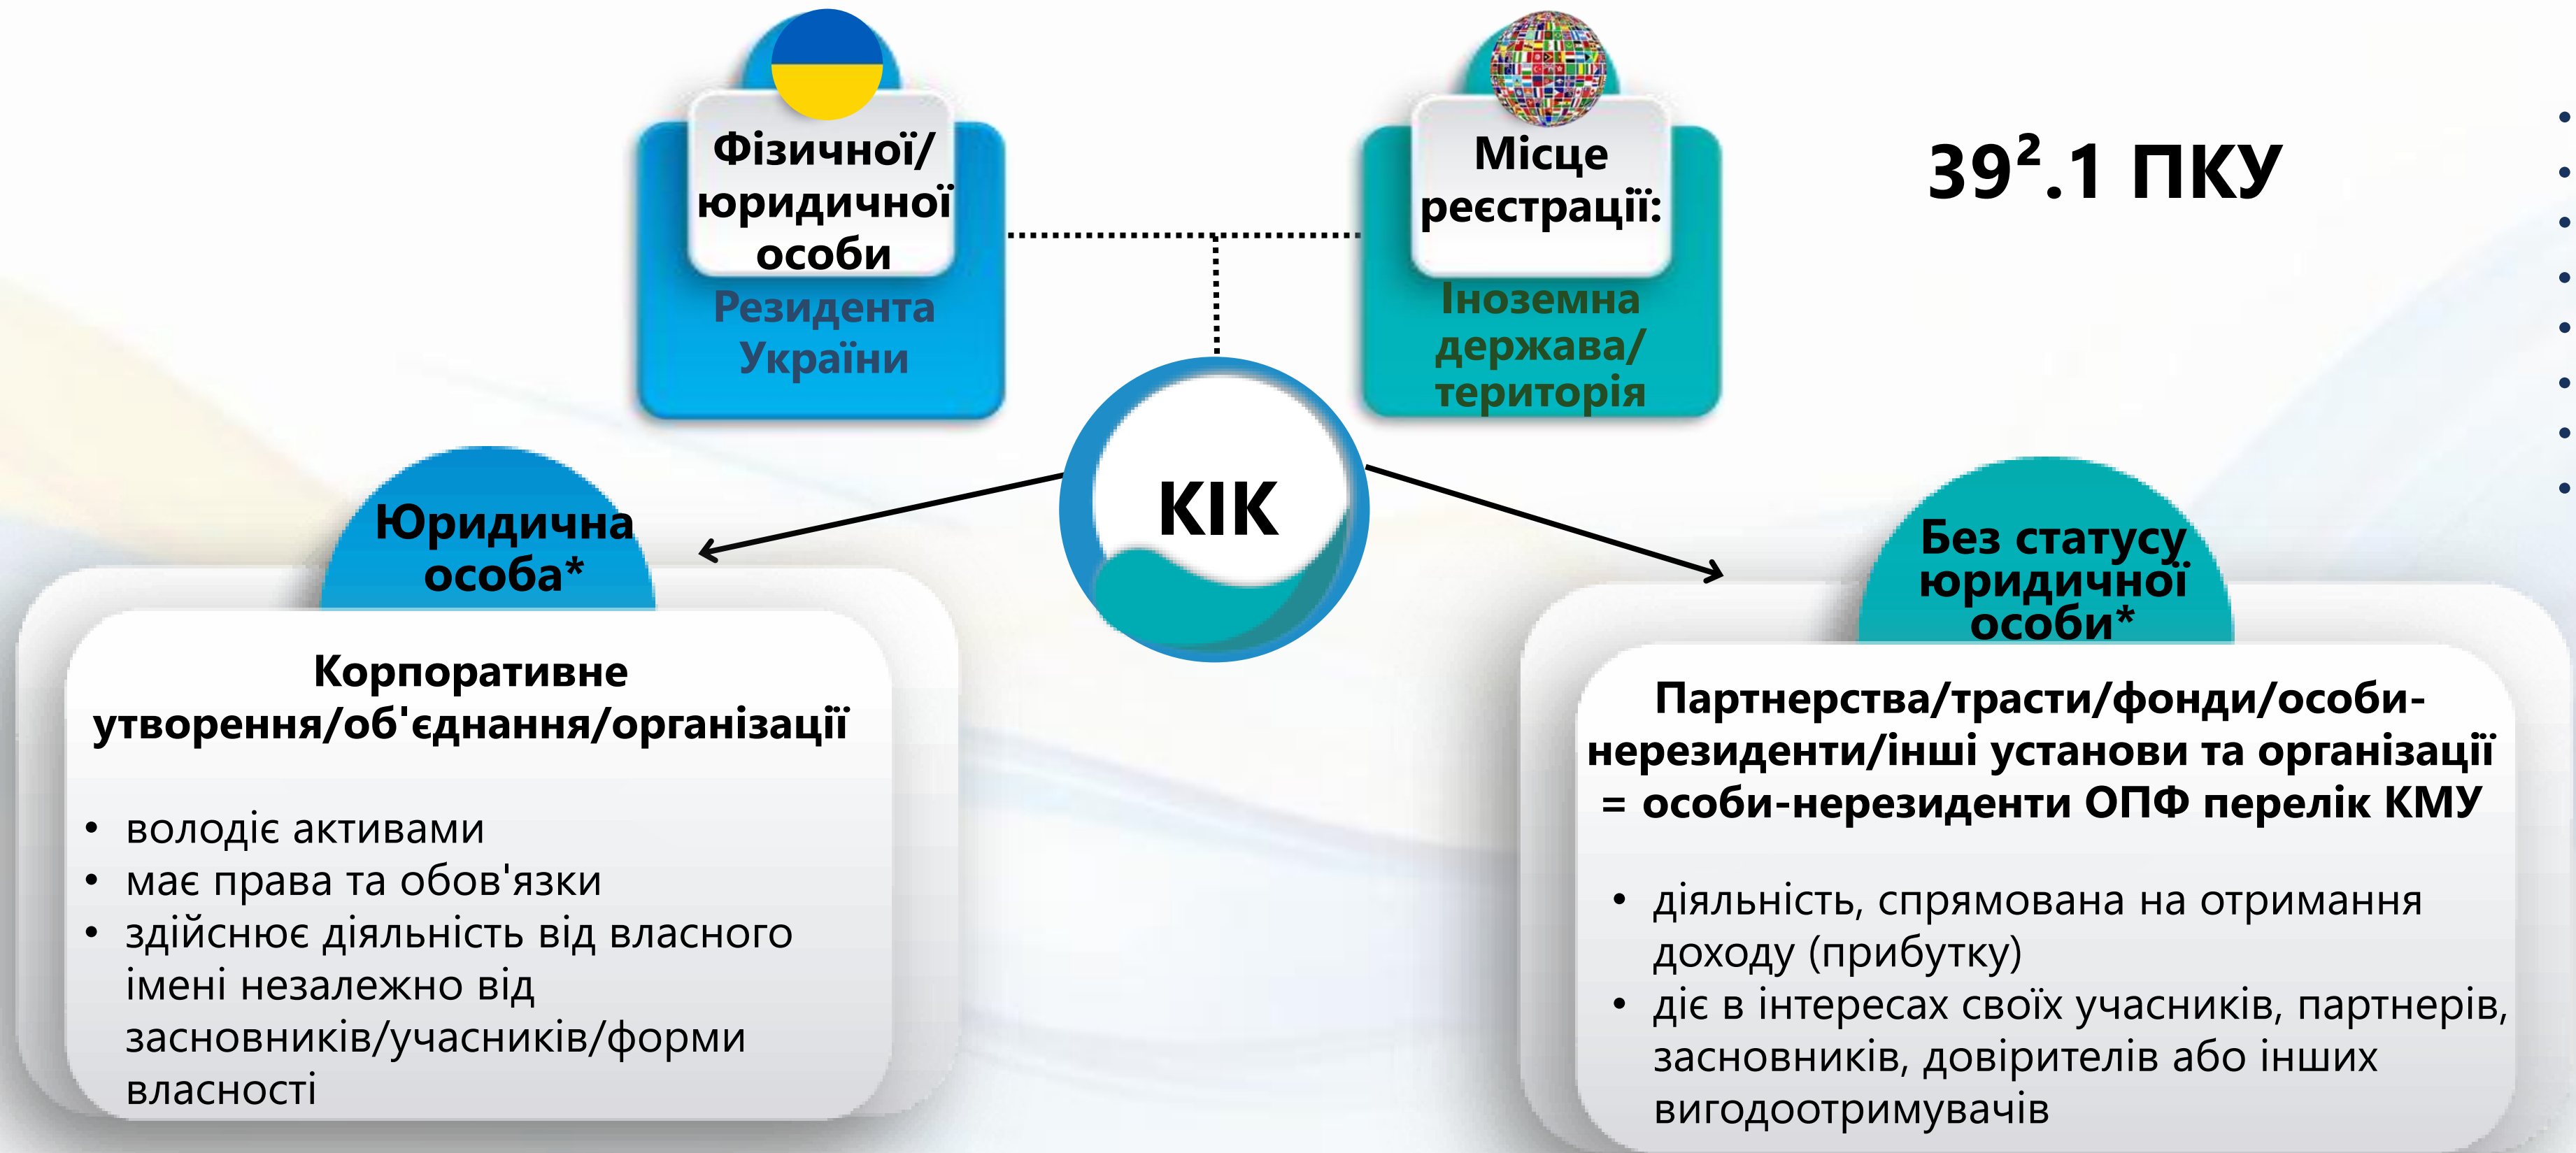 Фізичної/
юридичної
особи
Резидента
України
Місце
реєстрації:
Іноземна
держава/
територія
39².1 ПКУ
КІК
Юридична
особа*
Корпоративне
утворення/об'єднання/організації
• володіє активами
• має права та обов'язки
• здійснює діяльність від власного
імені незалежно від
засновників/учасників/форми
власності
Без статусу
юридичної
особи*
Партнерства/трасти/фонди/особи-
нерезиденти/інші установи та організації
= особи-нерезиденти ОПФ перелік КМУ
• діяльність, спрямована на отримання
доходу (прибутку)
• діє в інтересах своїх учасників, партнерів,
засновників, довірителів або інших
вигодоотримувачів